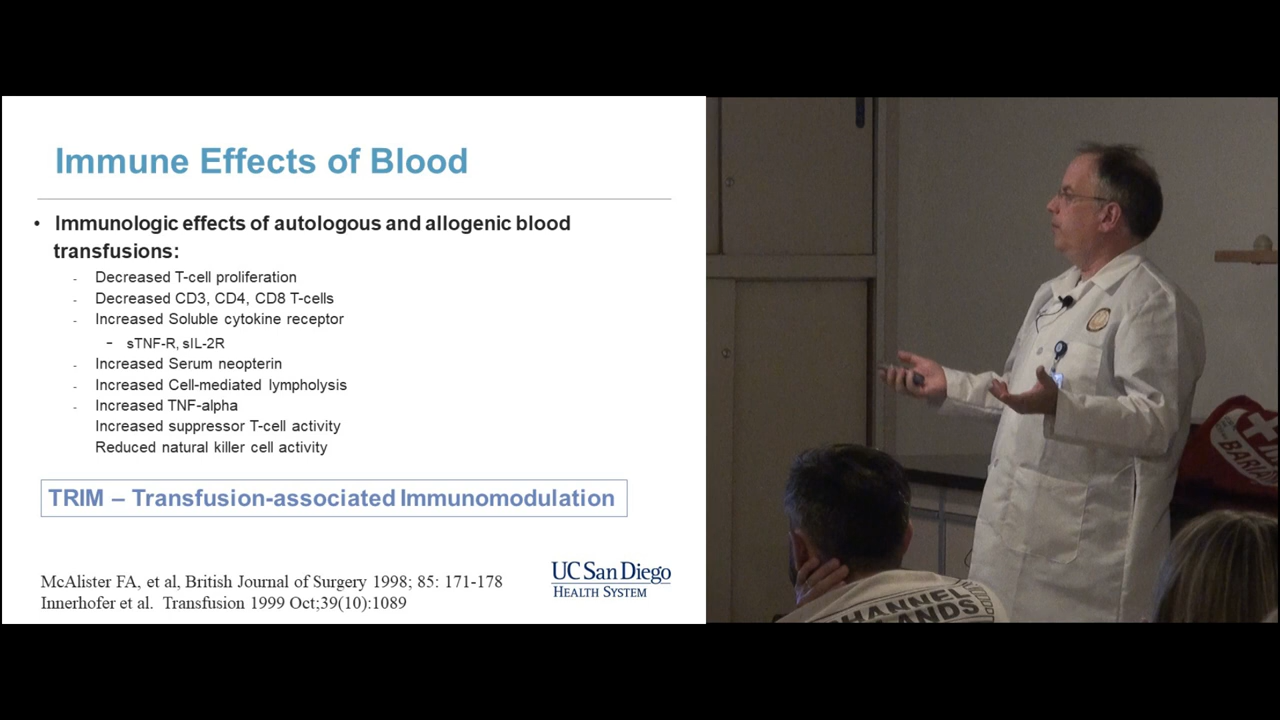 Immune Effects of Blood
• Immunologic effects of autologous and allogenic blood
transfusions:
- Decreased T-cell proliferation
- Decreased CD3, CD4, CD8 T-cells
- Increased Soluble cytokine receptor
– sTNF-R, sIL-2R
- Increased Serum neopterin
- Increased Cell-mediated lympholysis
- Increased TNF-alpha
Increased suppressor T-cell activity
Reduced natural killer cell activity
TRIM – Transfusion-associated Immunomodulation
McAlister FA, et al, British Journal of Surgery 1998; 85: 171-178
Innerhofer et al. Transfusion 1999 Oct;39(10):1089
UC San Diego
HEALTH SYSTEM